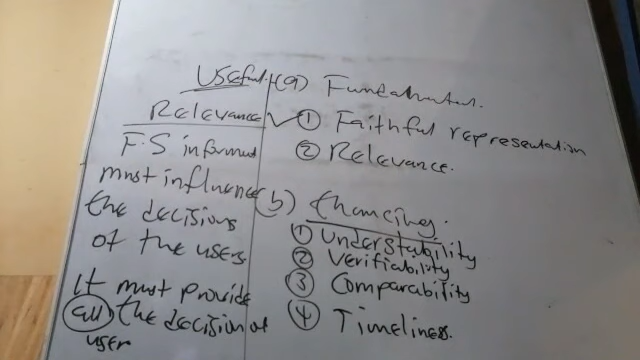 Useful
Relevance
F.S informed
must influence
the decisions
of the users
It must provide
all the decision of
user
(a) Fundamental.
① Faithful representation
② Relevance.
(b) Enhancing.
① Understability
② Verifiability
③ Comparability
④ Timeliness.